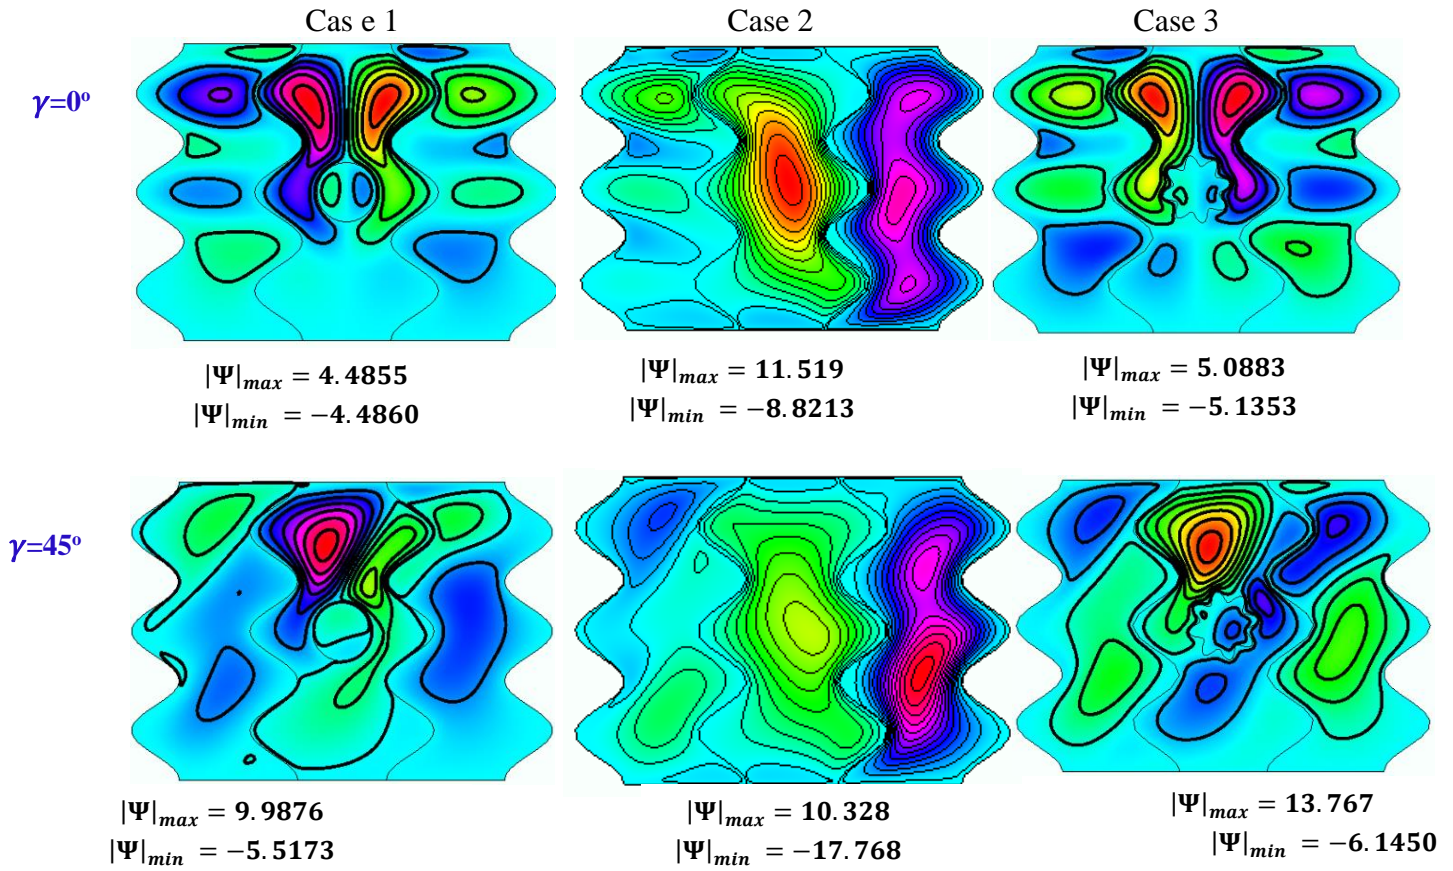 Cas e 1 Case 2 Case 3
γ=0º
|Ψ|max = 4.4855 |Ψ|max = 11.519 |Ψ|max = 5.0883
|Ψ|min = −4.4860 |Ψ|min = −8.8213 |Ψ|min = −5.1353
γ=45º
|Ψ|max = 9.9876 |Ψ|max = 10.328 |Ψ|max = 13.767
|Ψ|min = −5.5173 |Ψ|min = −17.768 |Ψ|min = −6.1450